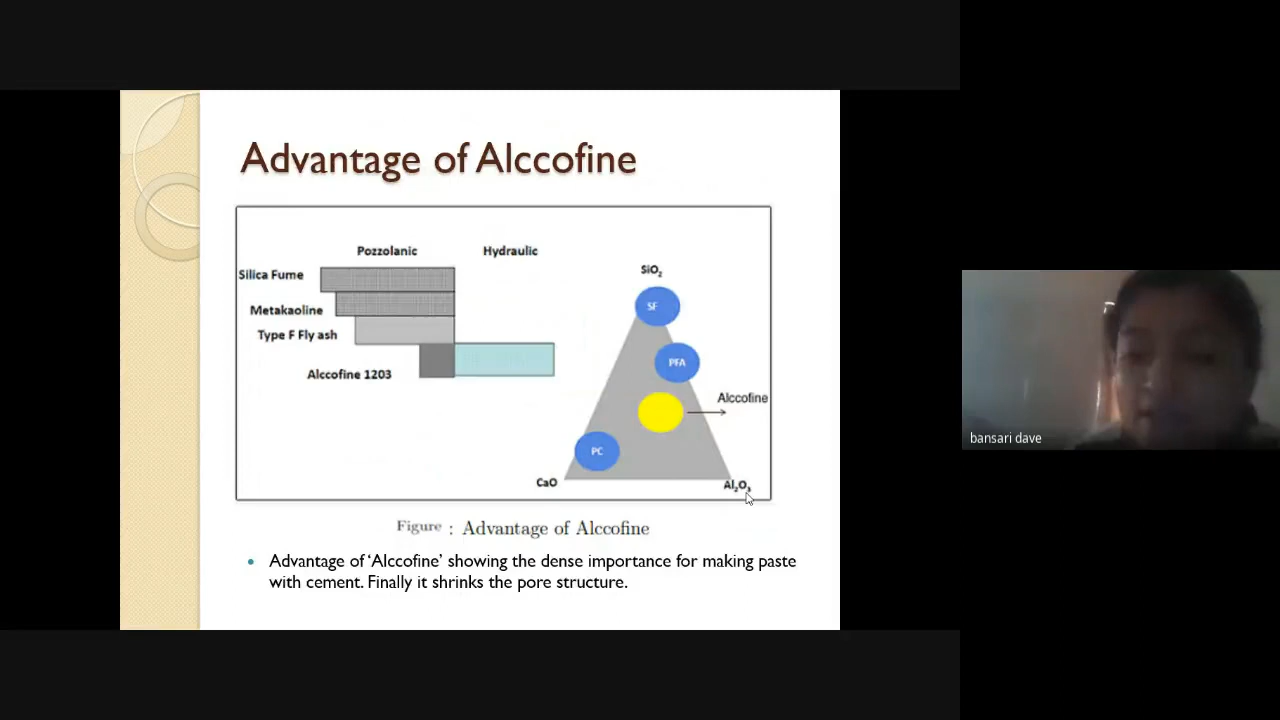 Advantage of Alccofine
Pozzolanic Hydraulic
Silica Fume
Metakaoline
Type F Fly ash
Alccofine 1203
SiO₂
SF
PFA
Alccofine
PC
CaO
Al₂O₃
Figure : Advantage of Alccofine
• Advantage of ‘Alccofine’ showing the dense importance for making paste
with cement. Finally it shrinks the pore structure.
bansari dave